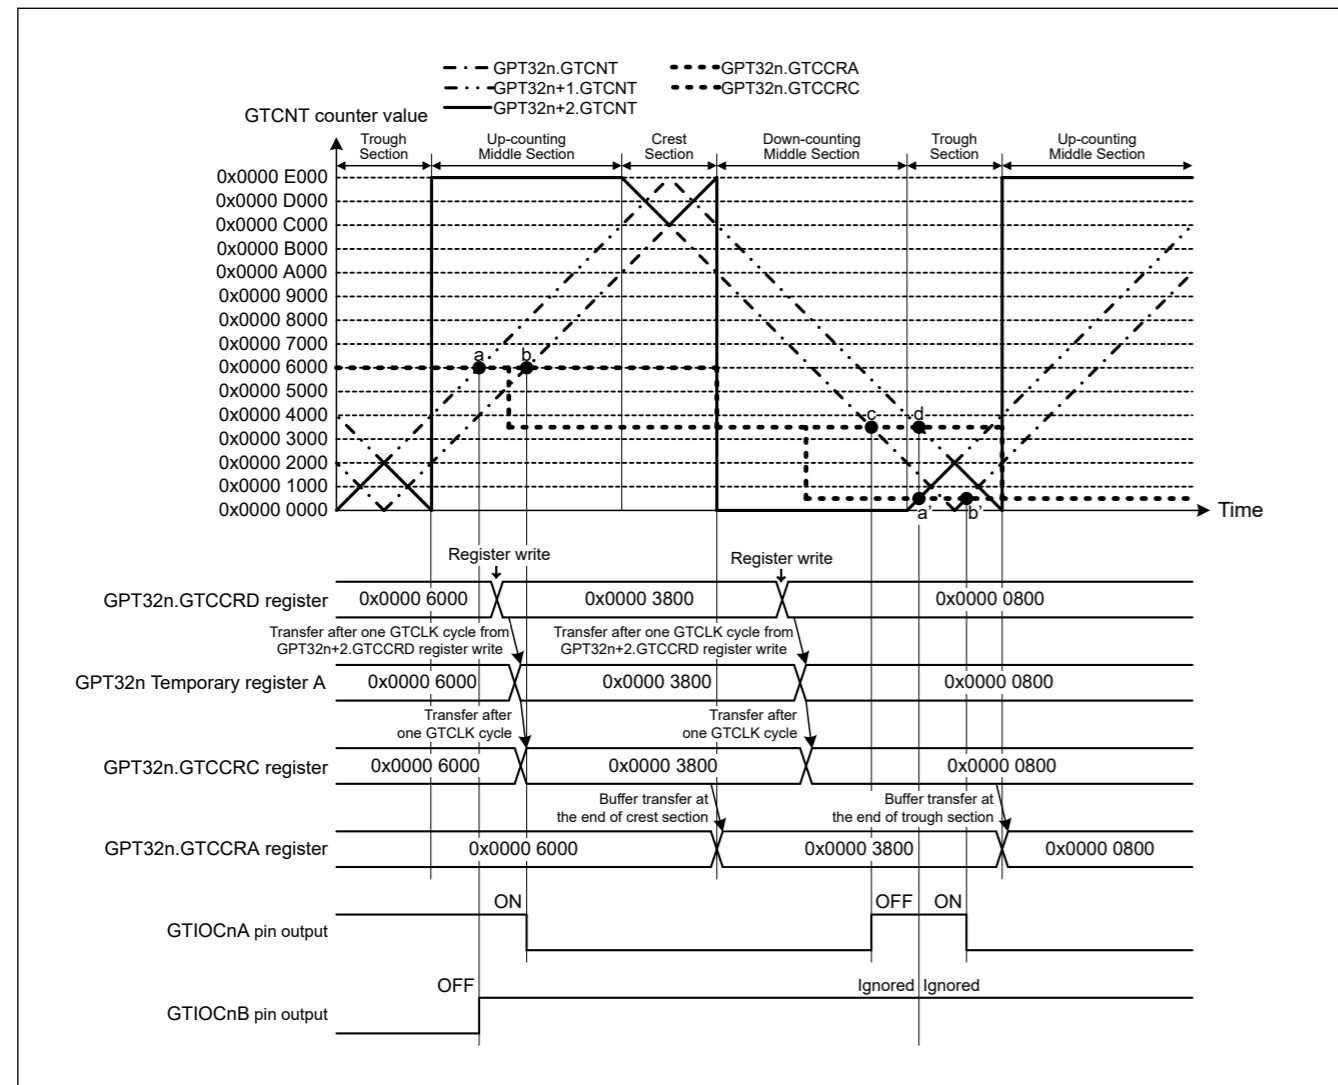 GPT32n.GTCNT
GPT32n+1.GTCNT
GPT32n+2.GTCNT
GPT32n.GTCCRA
GPT32n.GTCCRC
GTCNT counter value
Trough
Section
Up-counting
Middle Section
Crest
Section
Down-counting
Middle Section
Trough
Section
Up-counting
Middle Section
0x0000 E000
0x0000 D000
0x0000 C000
0x0000 B000
0x0000 A000
0x0000 9000
0x0000 8000
0x0000 7000
0x0000 6000
0x0000 5000
0x0000 4000
0x0000 3000
0x0000 2000
0x0000 1000
0x0000 0000
a
b
c
d
a'
b'
Time
Register write
Register write
GPT32n.GTCCRD register
0x0000 6000
0x0000 3800
0x0000 0800
Transfer after one GTCLK cycle from
GPT32n+2.GTCCRD register write
Transfer after one GTCLK cycle from
GPT32n+2.GTCCRD register write
GPT32n Temporary register A
0x0000 6000
0x0000 3800
0x0000 0800
Transfer after
one GTCLK cycle
Transfer after
one GTCLK cycle
GPT32n.GTCCRC register
0x0000 6000
0x0000 3800
0x0000 0800
Buffer transfer at
the end of crest section
Buffer transfer at
the end of trough section
GPT32n.GTCCRA register
0x0000 6000
0x0000 3800
0x0000 0800
ON
OFF
ON
GTIOCnA pin output
OFF
Ignored
Ignored
GTIOCnB pin output